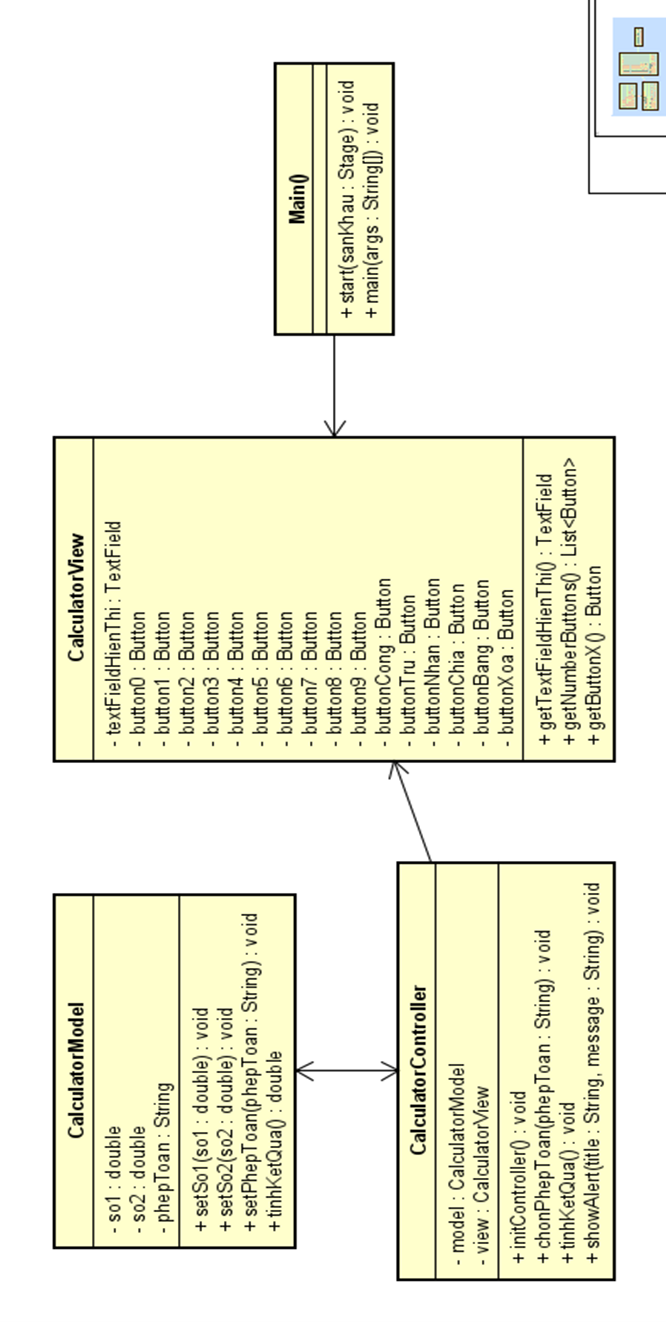 Main()
+ start(sanKhau : Stage) : void
+ main(args : String[]) : void
CalculatorView
- textFieldHienThi : TextField
- button0 : Button
- button1 : Button
- button2 : Button
- button3 : Button
- button4 : Button
- button5 : Button
- button6 : Button
- button7 : Button
- button8 : Button
- button9 : Button
- buttonCong : Button
- buttonTru : Button
- buttonNhan : Button
- buttonChia : Button
- buttonBang : Button
- buttonXoa : Button
+ getTextFieldHienThi() : TextField
+ getNumberButtons() : List<Button>
+ getButtonX() : Button
CalculatorModel
- so1 : double
- so2 : double
- phepToan : String
+ setSo1(so1 : double) : void
+ setSo2(so2 : double) : void
+ setPhepToan(phepToan : String) : void
+ tinhKetQua() : double
CalculatorController
- model : CalculatorModel
- view : CalculatorView
+ initController() : void
+ chonPhepToan(phepToan : String) : void
+ tinhKetQua() : void
+ showAlert(title : String, message : String) : void